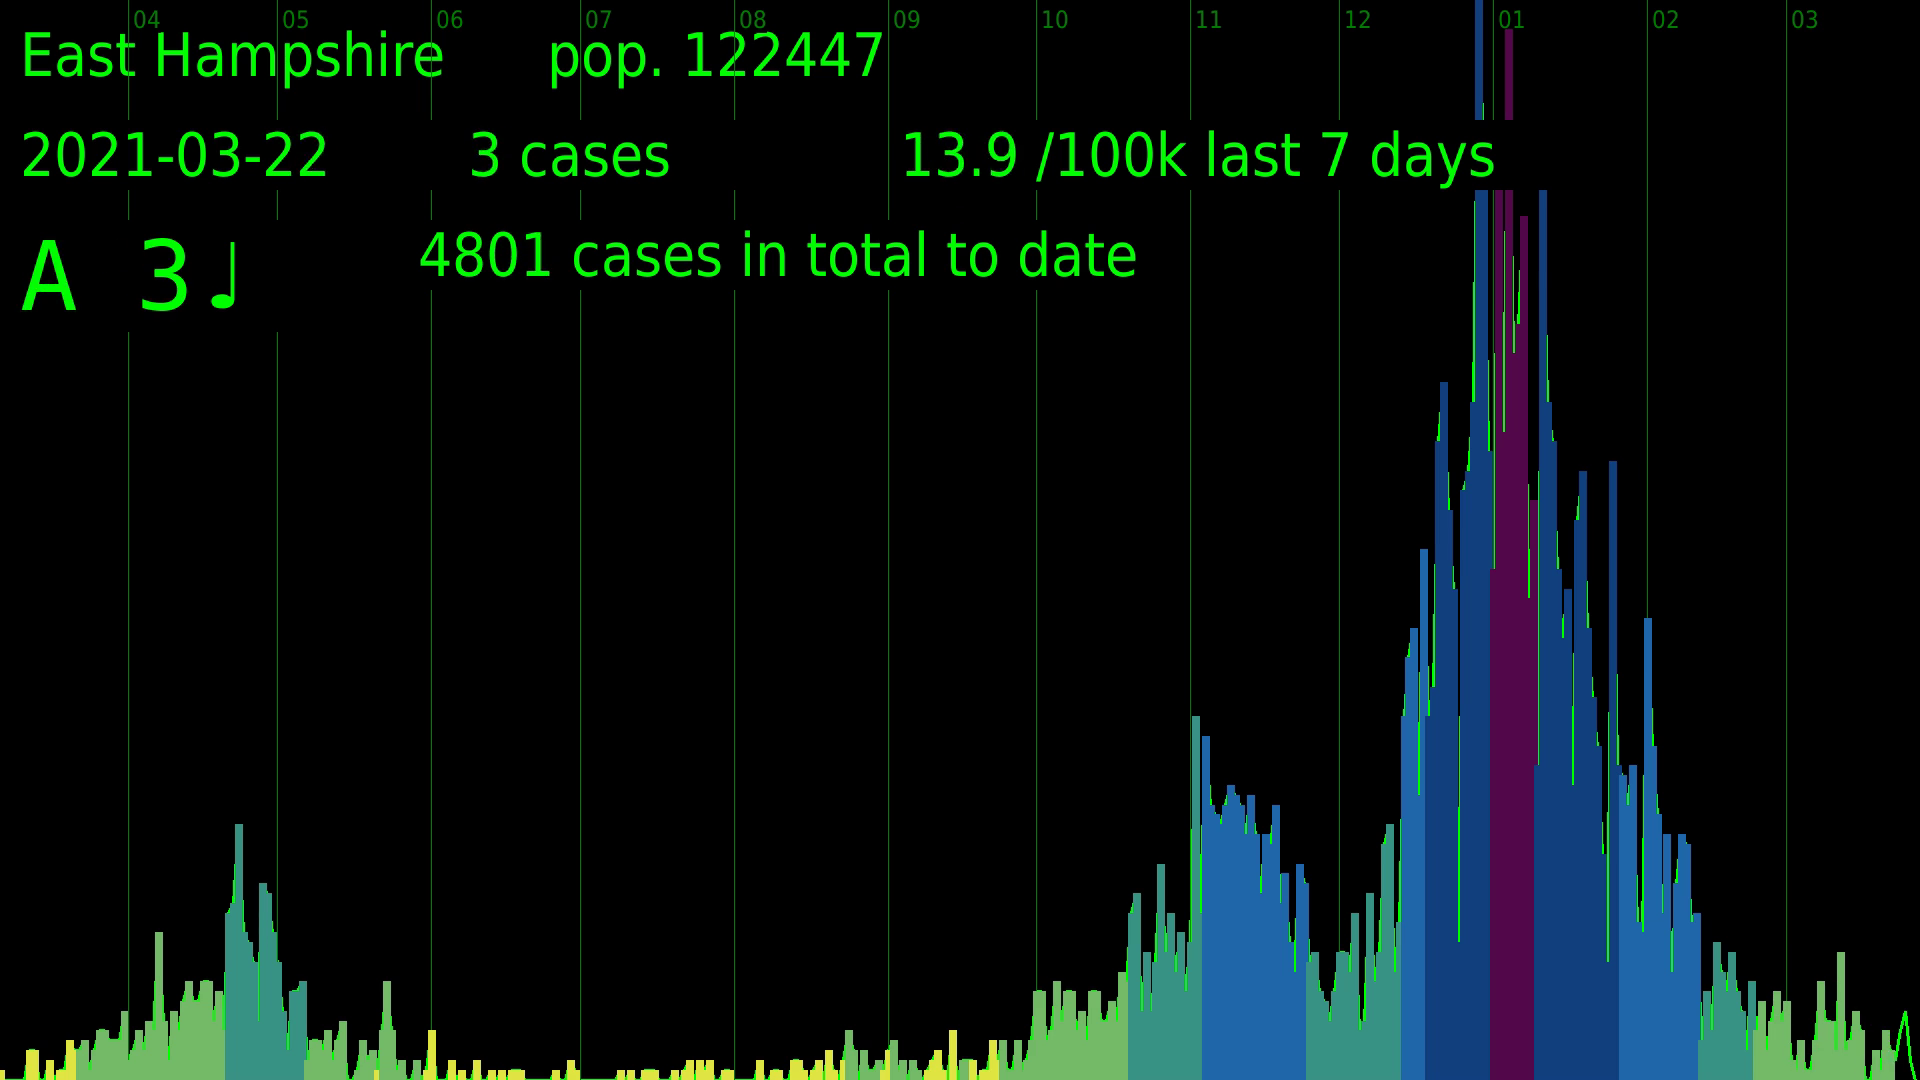 04 05 06 07 08 09 10 11 12 01 02 03
East Hampshire pop. 122447
2021-03-22 3 cases 13.9 /100k last 7 days
A 3♩ 4801 cases in total to date